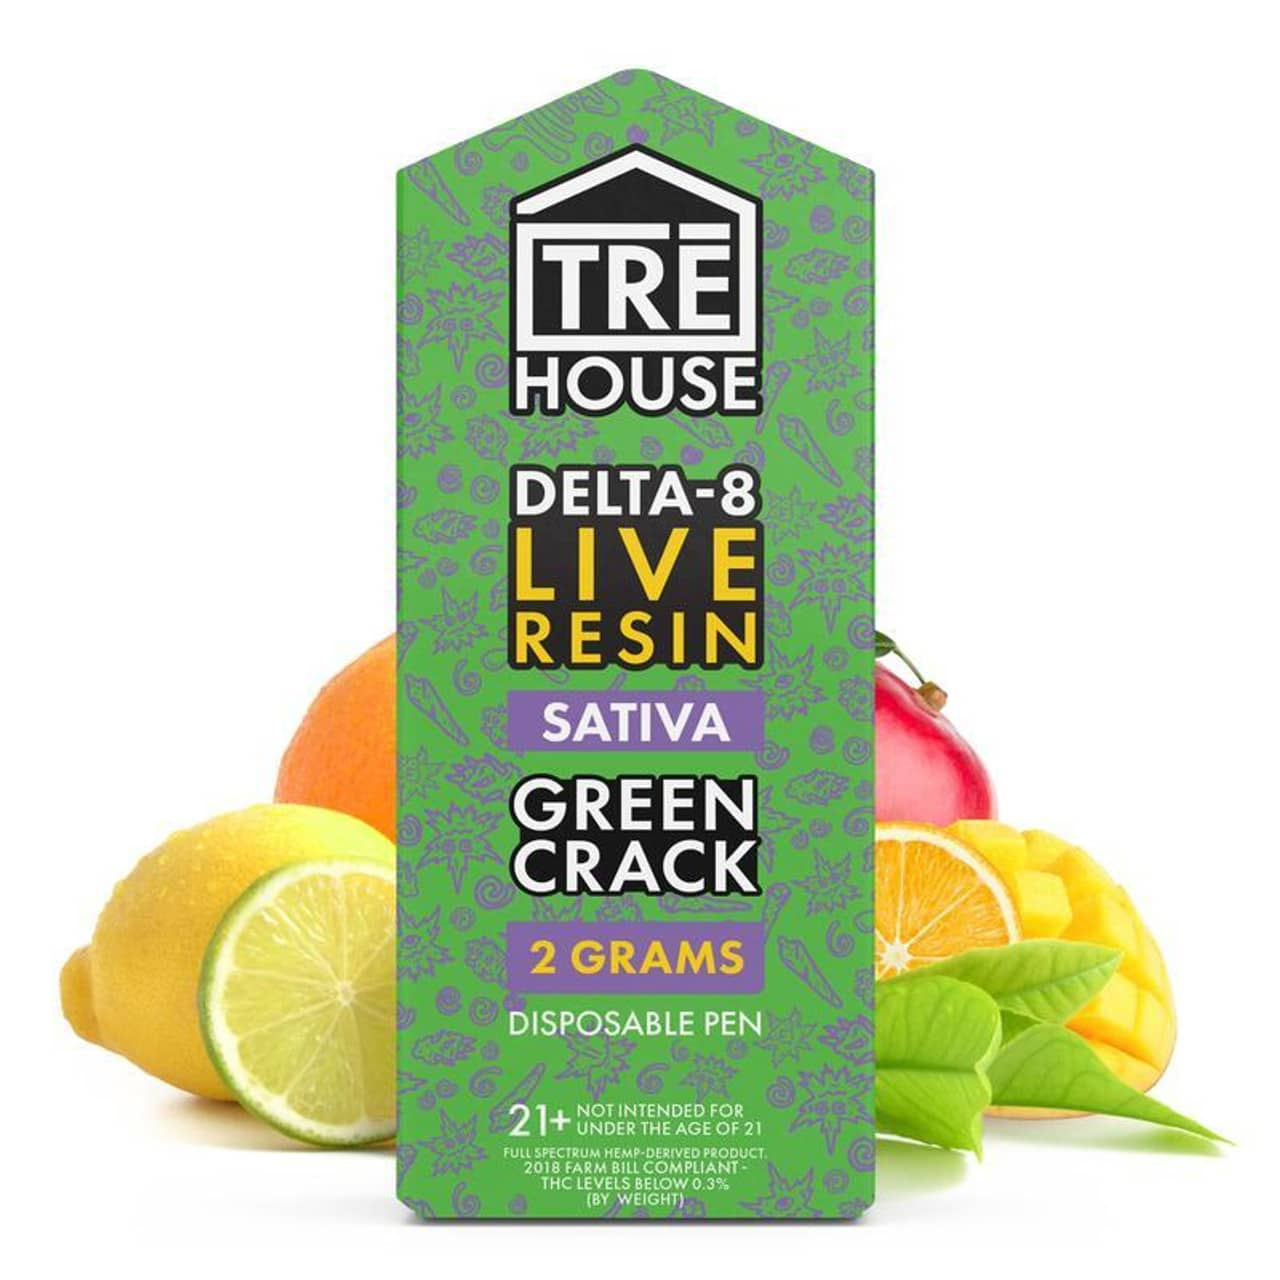 TRĒ
HOUSE
DELTA-8
LIVE
RESIN
SATIVA
GREEN
CRACK
2 GRAMS
DISPOSABLE PEN
21+ NOT INTENDED FOR
UNDER THE AGE OF 21
FULL SPECTRUM HEMP-DERIVED PRODUCT.
2018 FARM BILL COMPLIANT -
THC LEVELS BELOW 0.3%
(BY WEIGHT)